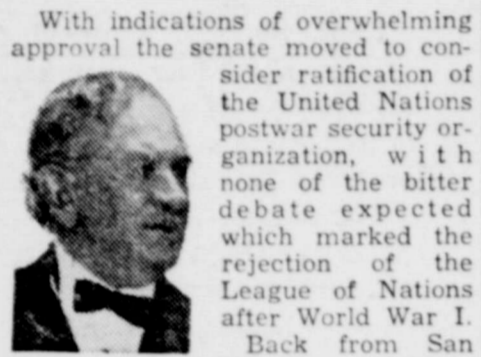 With indications of overwhelming
approval the senate moved to con-
sider ratification of
the United Nations
postwar security or-
ganization, with
none of the bitter
debate expected
which marked the
rejection of the
League of Nations
after World War I.
Back from San